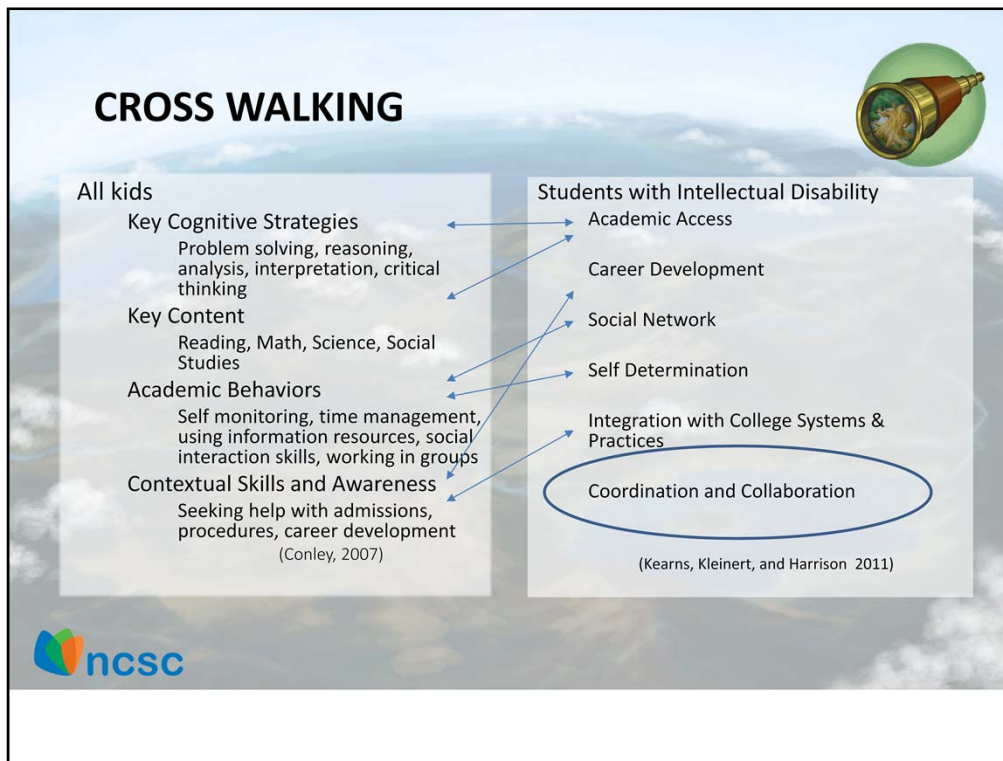 CROSS WALKING
All kids
Key Cognitive Strategies
Problem solving, reasoning,
analysis, interpretation, critical
thinking
Key Content
Reading, Math, Science, Social
Studies
Academic Behaviors
Self monitoring, time management,
using information resources, social
interaction skills, working in groups
Contextual Skills and Awareness
Seeking help with admissions,
procedures, career development
(Conley, 2007)
Students with Intellectual Disability
Academic Access
Career Development
Social Network
Self Determination
Integration with College Systems &
Practices
Coordination and Collaboration
(Kearns, Kleinert, and Harrison 2011)
ncsc